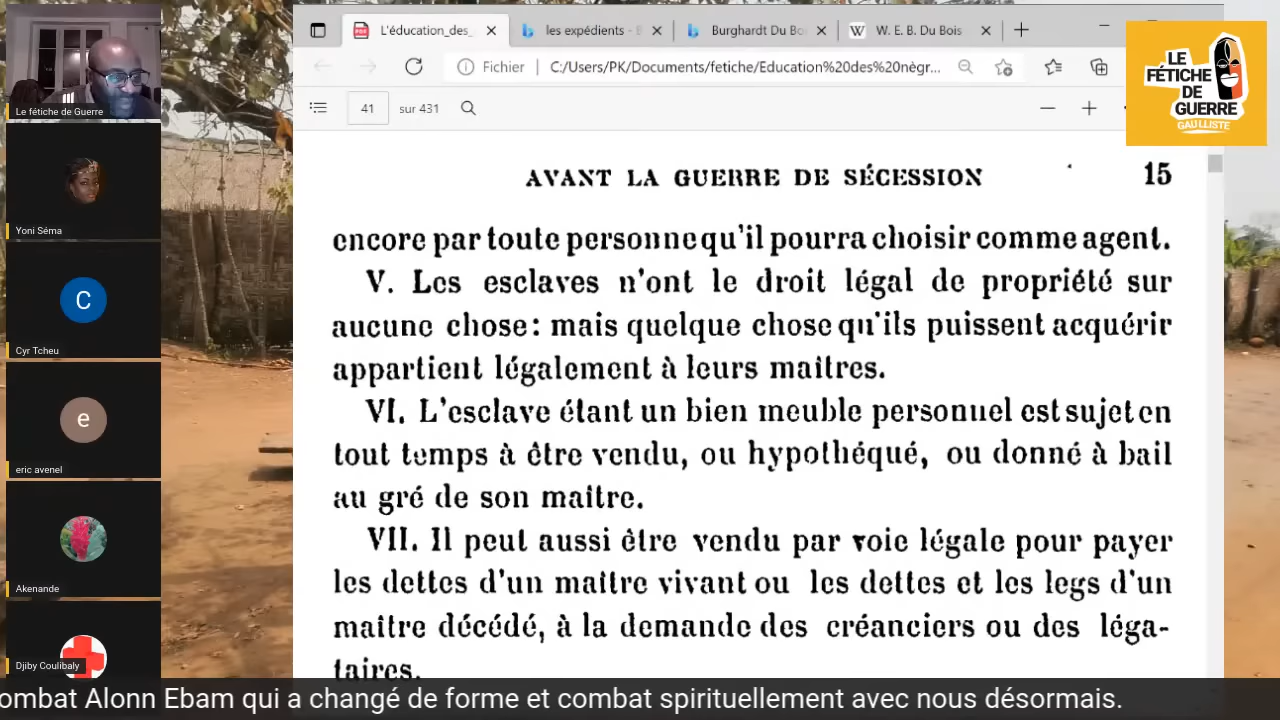 Le fétiche de Guerre
Yoni Séma
C
Cyr Tcheu
e
eric avenel
Akenande
Djiby Coulibaly
L'éducation_des_
les expédients -
Burghardt Du Bo
W
W. E. B. Du Bois
Fichier
C:/Users/PK/Documents/fetiche/Education%20des%20nègr...
41
sur 431
LE
FÉTICHE
DE
GUERRE
GAULLISTE
AVANT LA GUERRE DE SÉCESSION
15
encore par toute personne qu'il pourra choisir comme agent.
V. Les esclaves n'ont le droit légal de propriété sur
aucune chose: mais quelque chose qu'ils puissent acquérir
appartient légalement à leurs maîtres.
VI. L'esclave étant un bien meuble personnel est sujet en
tout temps à être vendu, ou hypothéqué, ou donné à bail
au gré de son maître.
VII. Il peut aussi être vendu par voie légale pour payer
les dettes d'un maître vivant ou les dettes et les legs d'un
maître décédé, à la demande des créanciers ou des léga-
taires.
ombat Alonn Ebam qui a changé de forme et combat spirituellement avec nous désormais.